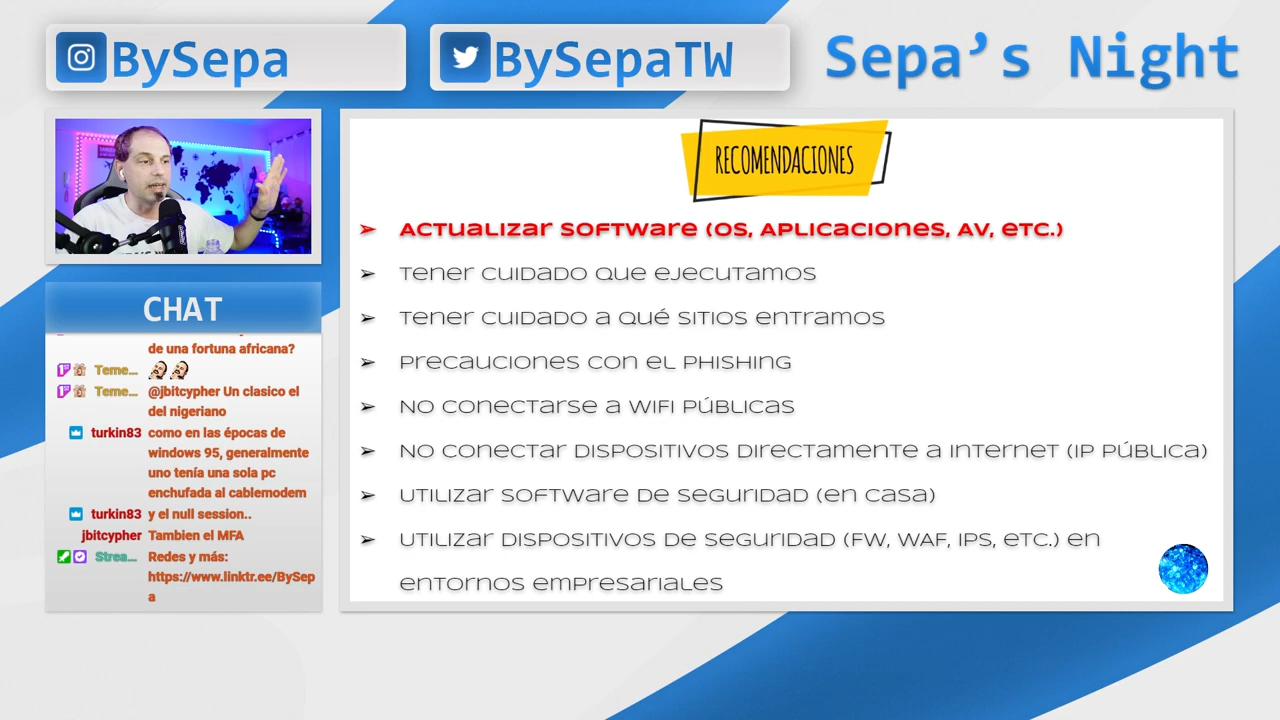 BySepa
BySepaTW
Sepa’s Night
RECOMENDACIONES
➢ ACTUALIZAR SOFTWARE (OS, APLICACIONES, AV, ETC.)
➢ TENER CUIDADO QUE EJECUTAMOS
➢ TENER CUIDADO A QUÉ SITIOS ENTRAMOS
➢ PRECAUCIONES CON EL PHISHING
➢ NO CONECTARSE A WIFI PÚBLICAS
➢ NO CONECTAR DISPOSITIVOS DIRECTAMENTE A INTERNET (IP PÚBLICA)
➢ UTILIZAR SOFTWARE DE SEGURIDAD (EN CASA)
➢ UTILIZAR DISPOSITIVOS DE SEGURIDAD (FW, WAF, IPS, ETC.) EN
ENTORNOS EMPRESARIALES
CHAT
de una fortuna africana?
Teme...
Teme... @jbitcypher Un clasico el
del nigeriano
turkin83 como en las épocas de
windows 95, generalmente
uno tenía una sola pc
enchufada al cablemodem
turkin83 y el null session..
jbitcypher Tambien el MFA
Strea... Redes y más:
https://www.linktr.ee/BySep
a